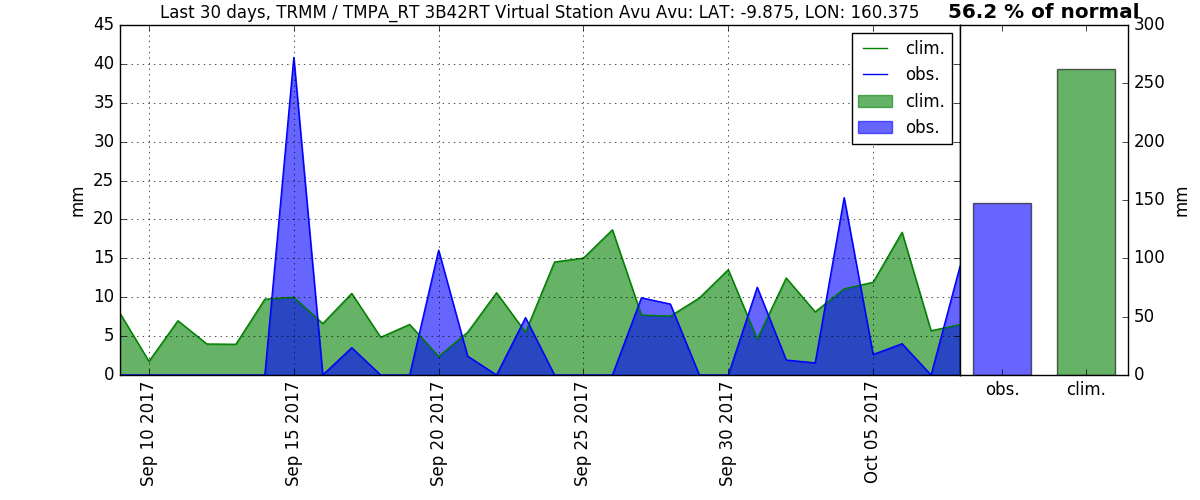 Last 30 days, TRMM / TMPA_RT 3B42RT Virtual Station Avu Avu: LAT: -9.875, LON: 160.375
56.2 % of normal
45
40
35
30
25
20
15
10
5
0
mm
clim.
obs.
clim.
obs.
Sep 10 2017
Sep 15 2017
Sep 20 2017
Sep 25 2017
Sep 30 2017
Oct 05 2017
300
250
200
150
100
50
0
mm
obs.
clim.